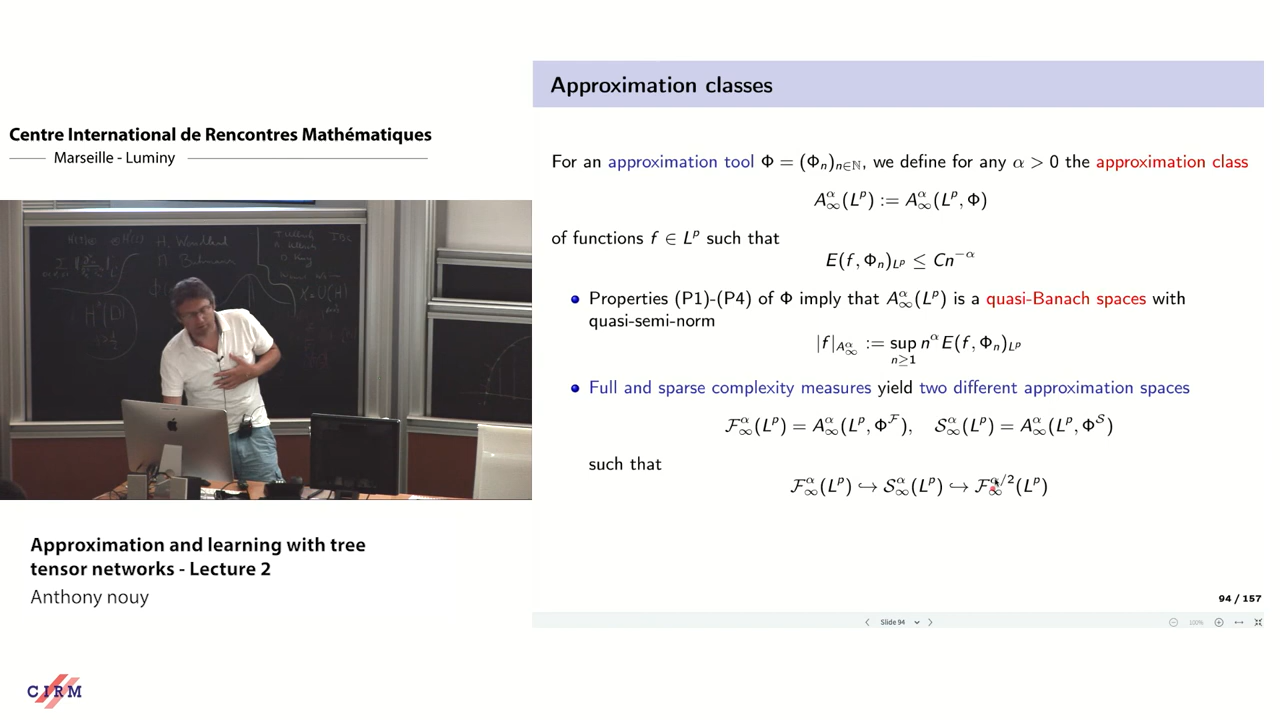 Centre International de Rencontres Mathématiques
Marseille - Luminy
Approximation and learning with tree
tensor networks - Lecture 2
Anthony nouy
CIRM
Approximation classes
For an approximation tool Φ = (Φₙ)ₙ∈ℕ, we define for any α > 0 the approximation class
A^α_∞(L^p) := A^α_∞(L^p, Φ)
of functions f ∈ L^p such that
E(f, Φₙ)_{L^p} ≤ Cn^{−α}
• Properties (P1)-(P4) of Φ imply that A^α_∞(L^p) is a quasi-Banach spaces with
quasi-semi-norm
|f|_{A^α_∞} := sup_{n≥1} n^α E(f, Φₙ)_{L^p}
• Full and sparse complexity measures yield two different approximation spaces
F^α_∞(L^p) = A^α_∞(L^p, Φ^F), S^α_∞(L^p) = A^α_∞(L^p, Φ^S)
such that
F^α_∞(L^p) ↪ S^α_∞(L^p) ↪ F^{α/2}_∞(L^p)
94 / 157
Slide 94
100%